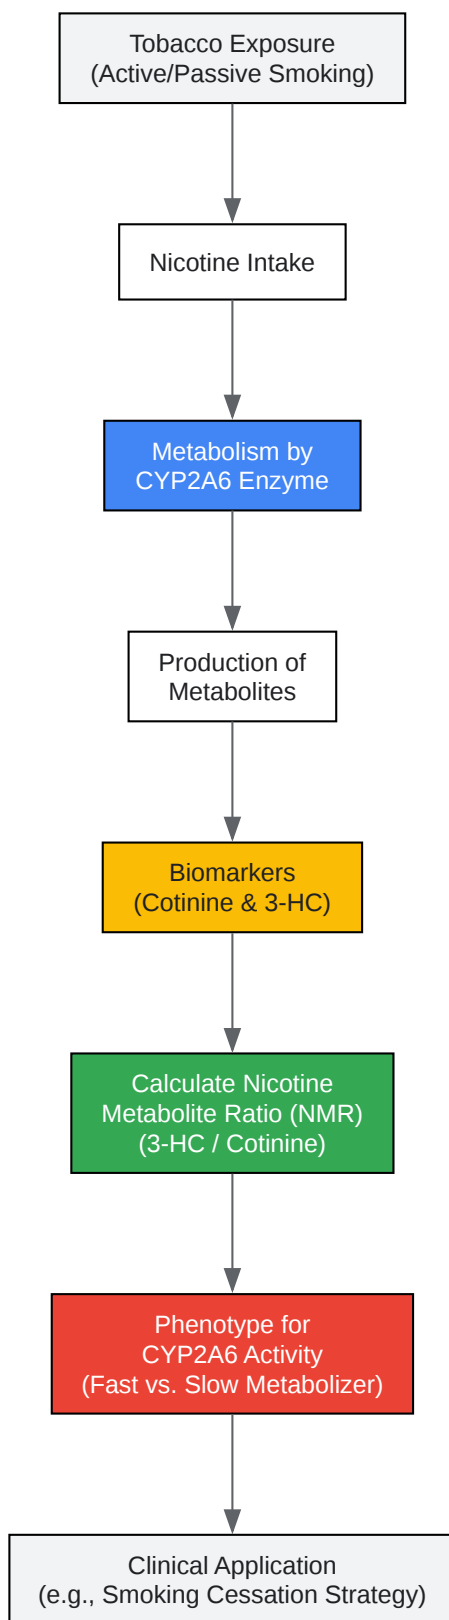 Tobacco Exposure
(Active/Passive Smoking)
Nicotine Intake
Metabolism by
CYP2A6 Enzyme
Production of
Metabolites
Biomarkers
(Cotinine & 3-HC)
Calculate Nicotine
Metabolite Ratio (NMR)
(3-HC / Cotinine)
Phenotype for
CYP2A6 Activity
(Fast vs. Slow Metabolizer)
Clinical Application
(e.g., Smoking Cessation Strategy)